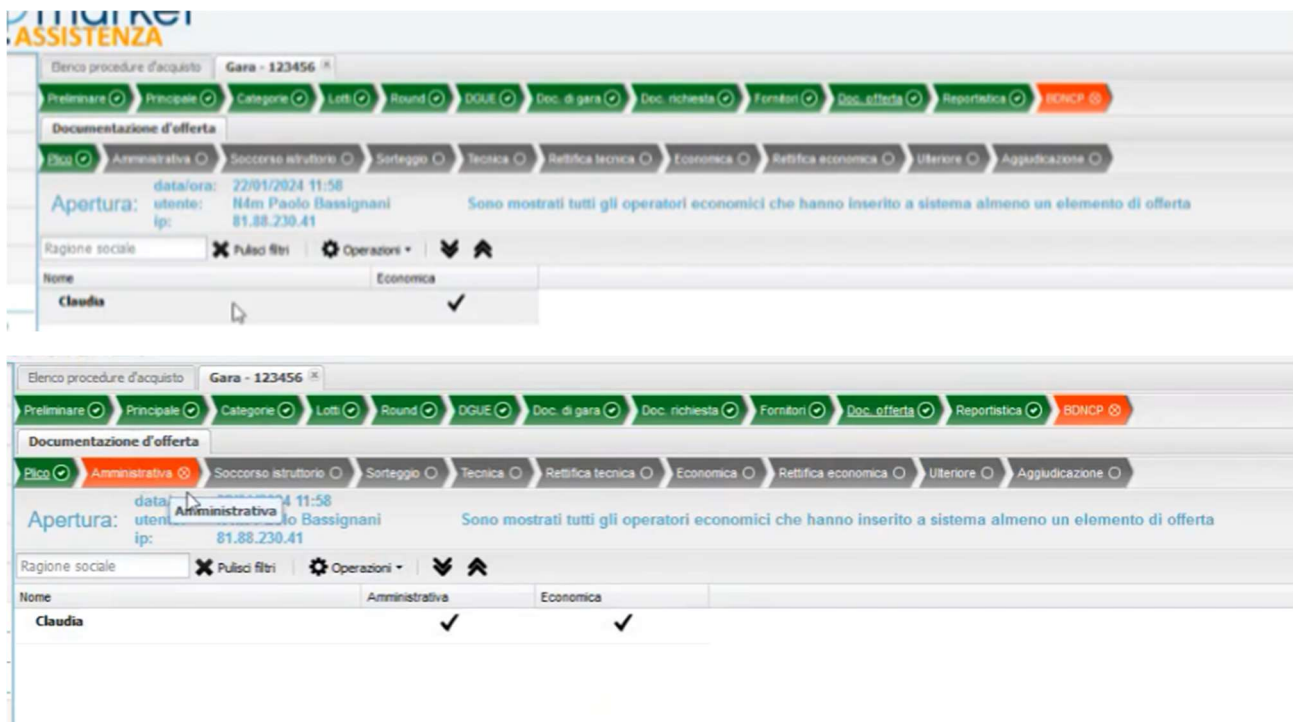 market
ASSISTENZA
Elenco procedure d'acquisto Gara - 123456
Preliminare Principale Categorie Lotti Round DGUE Doc. di gara Doc. richiesta Fornitori Doc. offerta Reportistica BDNCP
Documentazione d'offerta
Plico Amministrativa Soccorso istruttorio Sorteggio Tecnica Rettifica tecnica Economica Rettifica economica Ulteriore Aggiudicazione
data/ora: 22/01/2024 11:58
Apertura: utente: N4m Paolo Bassignani Sono mostrati tutti gli operatori economici che hanno inserito a sistema almeno un elemento di offerta
ip: 81.88.230.41
Ragione sociale Pulisci filtri Operazioni
Nome Economica
Claudia
Elenco procedure d'acquisto Gara - 123456
Preliminare Principale Categorie Lotti Round DGUE Doc. di gara Doc. richiesta Fornitori Doc. offerta Reportistica BDNCP
Documentazione d'offerta
Plico Amministrativa Soccorso istruttorio Sorteggio Tecnica Rettifica tecnica Economica Rettifica economica Ulteriore Aggiudicazione
data/ 11:58
Apertura: Amministrativa Bassignani Sono mostrati tutti gli operatori economici che hanno inserito a sistema almeno un elemento di offerta
ip: 81.88.230.41
Ragione sociale Pulisci filtri Operazioni
Nome Amministrativa Economica
Claudia